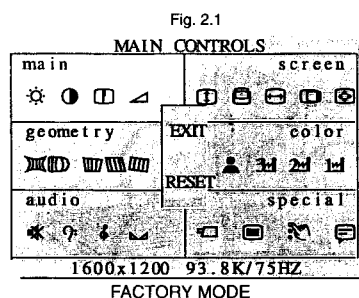 Fig. 2.1
MAIN CONTROLS
main screen
geometry EXIT color
RESET
audio special
1600x1200 93.8K/75HZ
FACTORY MODE